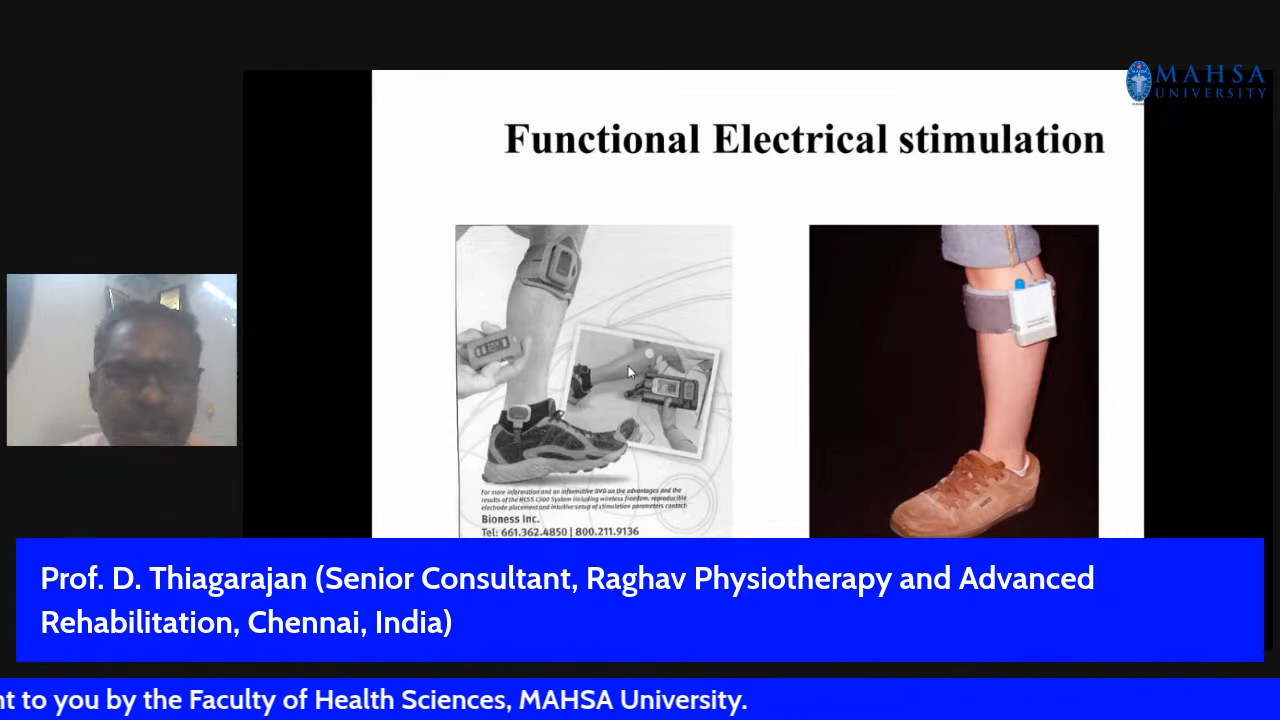 MAHSA
UNIVERSITY
Functional Electrical stimulation
For more information and an informative DVD on the advantages and the
results of the NESS L300 System including wireless freedom, reproducible
electrode placement and intuitive setup of stimulation parameters contact:
Bioness Inc.
Tel: 661.362.4850 | 800.211.9136
Prof. D. Thiagarajan (Senior Consultant, Raghav Physiotherapy and Advanced
Rehabilitation, Chennai, India)
nt to you by the Faculty of Health Sciences, MAHSA University.